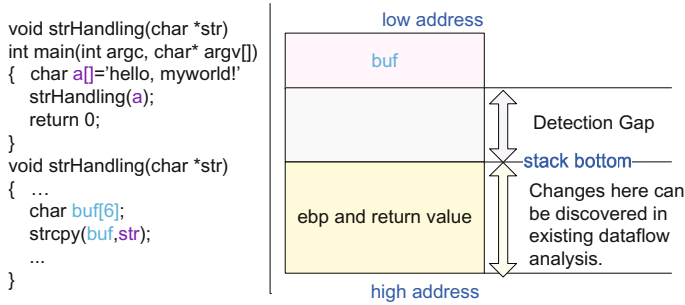 void strHandling(char *str)
int main(int argc, char* argv[])
{ char a[]='hello, myworld!'
strHandling(a);
return 0;
}
void strHandling(char *str)
{ ...
char buf[6];
strcpy(buf,str);
...
}
low address
buf
Detection Gap
stack bottom
ebp and return value
Changes here can
be discovered in
existing dataflow
analysis.
high address